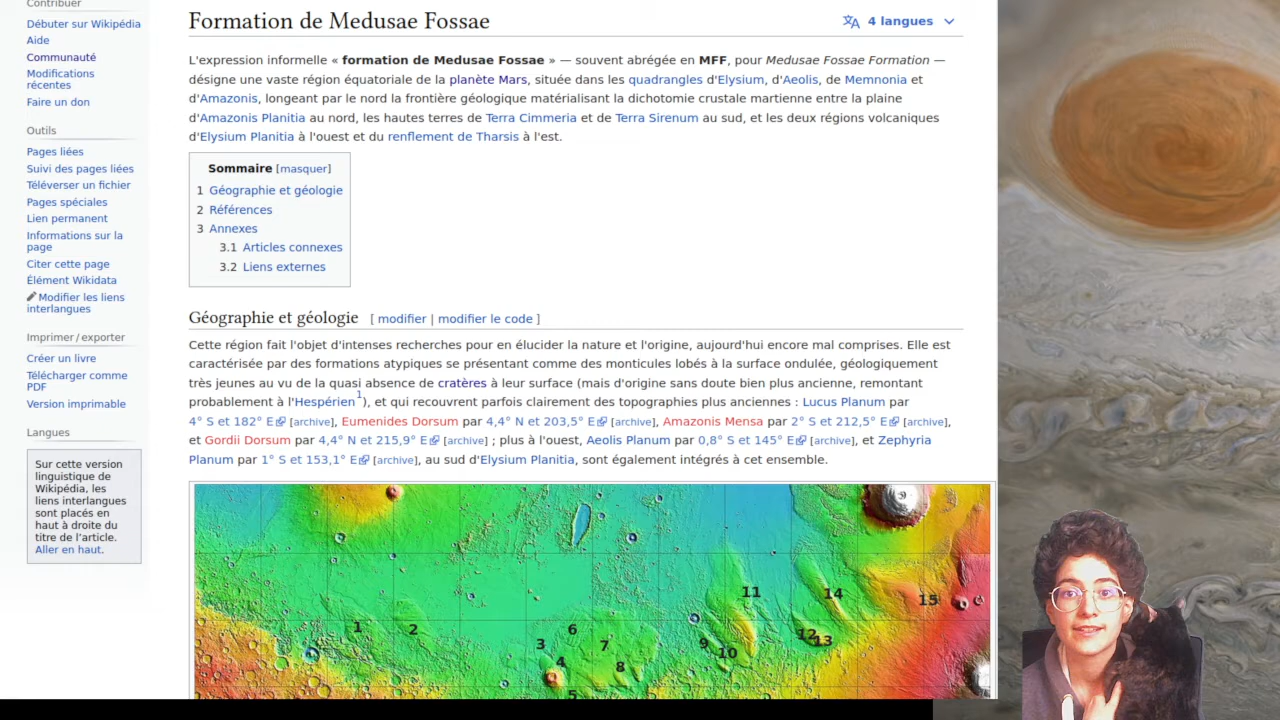 Contribuer
Débuter sur Wikipédia
Aide
Communauté
Modifications
récentes
Faire un don
Outils
Pages liées
Suivi des pages liées
Téléverser un fichier
Pages spéciales
Lien permanent
Informations sur la
page
Citer cette page
Élément Wikidata
Modifier les liens
interlangues
Imprimer / exporter
Créer un livre
Télécharger comme
PDF
Version imprimable
Langues
Sur cette version
linguistique de
Wikipédia, les
liens interlangues
sont placés en
haut à droite du
titre de l'article.
Aller en haut.
Formation de Medusae Fossae
4 langues
L'expression informelle « formation de Medusae Fossae » — souvent abrégée en MFF, pour Medusae Fossae Formation —
désigne une vaste région équatoriale de la planète Mars, située dans les quadrangles d'Elysium, d'Aeolis, de Memnonia et
d'Amazonis, longeant par le nord la frontière géologique matérialisant la dichotomie crustale martienne entre la plaine
d'Amazonis Planitia au nord, les hautes terres de Terra Cimmeria et de Terra Sirenum au sud, et les deux régions volcaniques
d'Elysium Planitia à l'ouest et du renflement de Tharsis à l'est.
Sommaire [masquer]
1 Géographie et géologie
2 Références
3 Annexes
3.1 Articles connexes
3.2 Liens externes
Géographie et géologie [ modifier | modifier le code ]
Cette région fait l'objet d'intenses recherches pour en élucider la nature et l'origine, aujourd'hui encore mal comprises. Elle est
caractérisée par des formations atypiques se présentant comme des monticules lobés à la surface ondulée, géologiquement
très jeunes au vu de la quasi absence de cratères à leur surface (mais d'origine sans doute bien plus ancienne, remontant
probablement à l'Hespérien1), et qui recouvrent parfois clairement des topographies plus anciennes : Lucus Planum par
4° S et 182° E [archive], Eumenides Dorsum par 4,4° N et 203,5° E [archive], Amazonis Mensa par 2° S et 212,5° E [archive],
et Gordii Dorsum par 4,4° N et 215,9° E [archive] ; plus à l'ouest, Aeolis Planum par 0,8° S et 145° E [archive], et Zephyria
Planum par 1° S et 153,1° E [archive], au sud d'Elysium Planitia, sont également intégrés à cet ensemble.
11
14
15
1
2
6
12
13
3
7
9
10
4
8
5